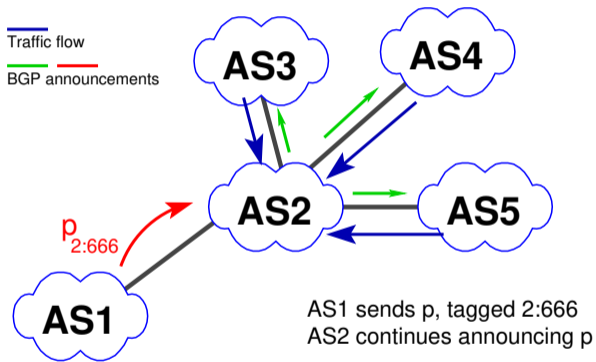 Traffic flow
BGP announcements
AS3
AS4
AS2
AS5
p2:666
AS1
AS1 sends p, tagged 2:666
AS2 continues announcing p